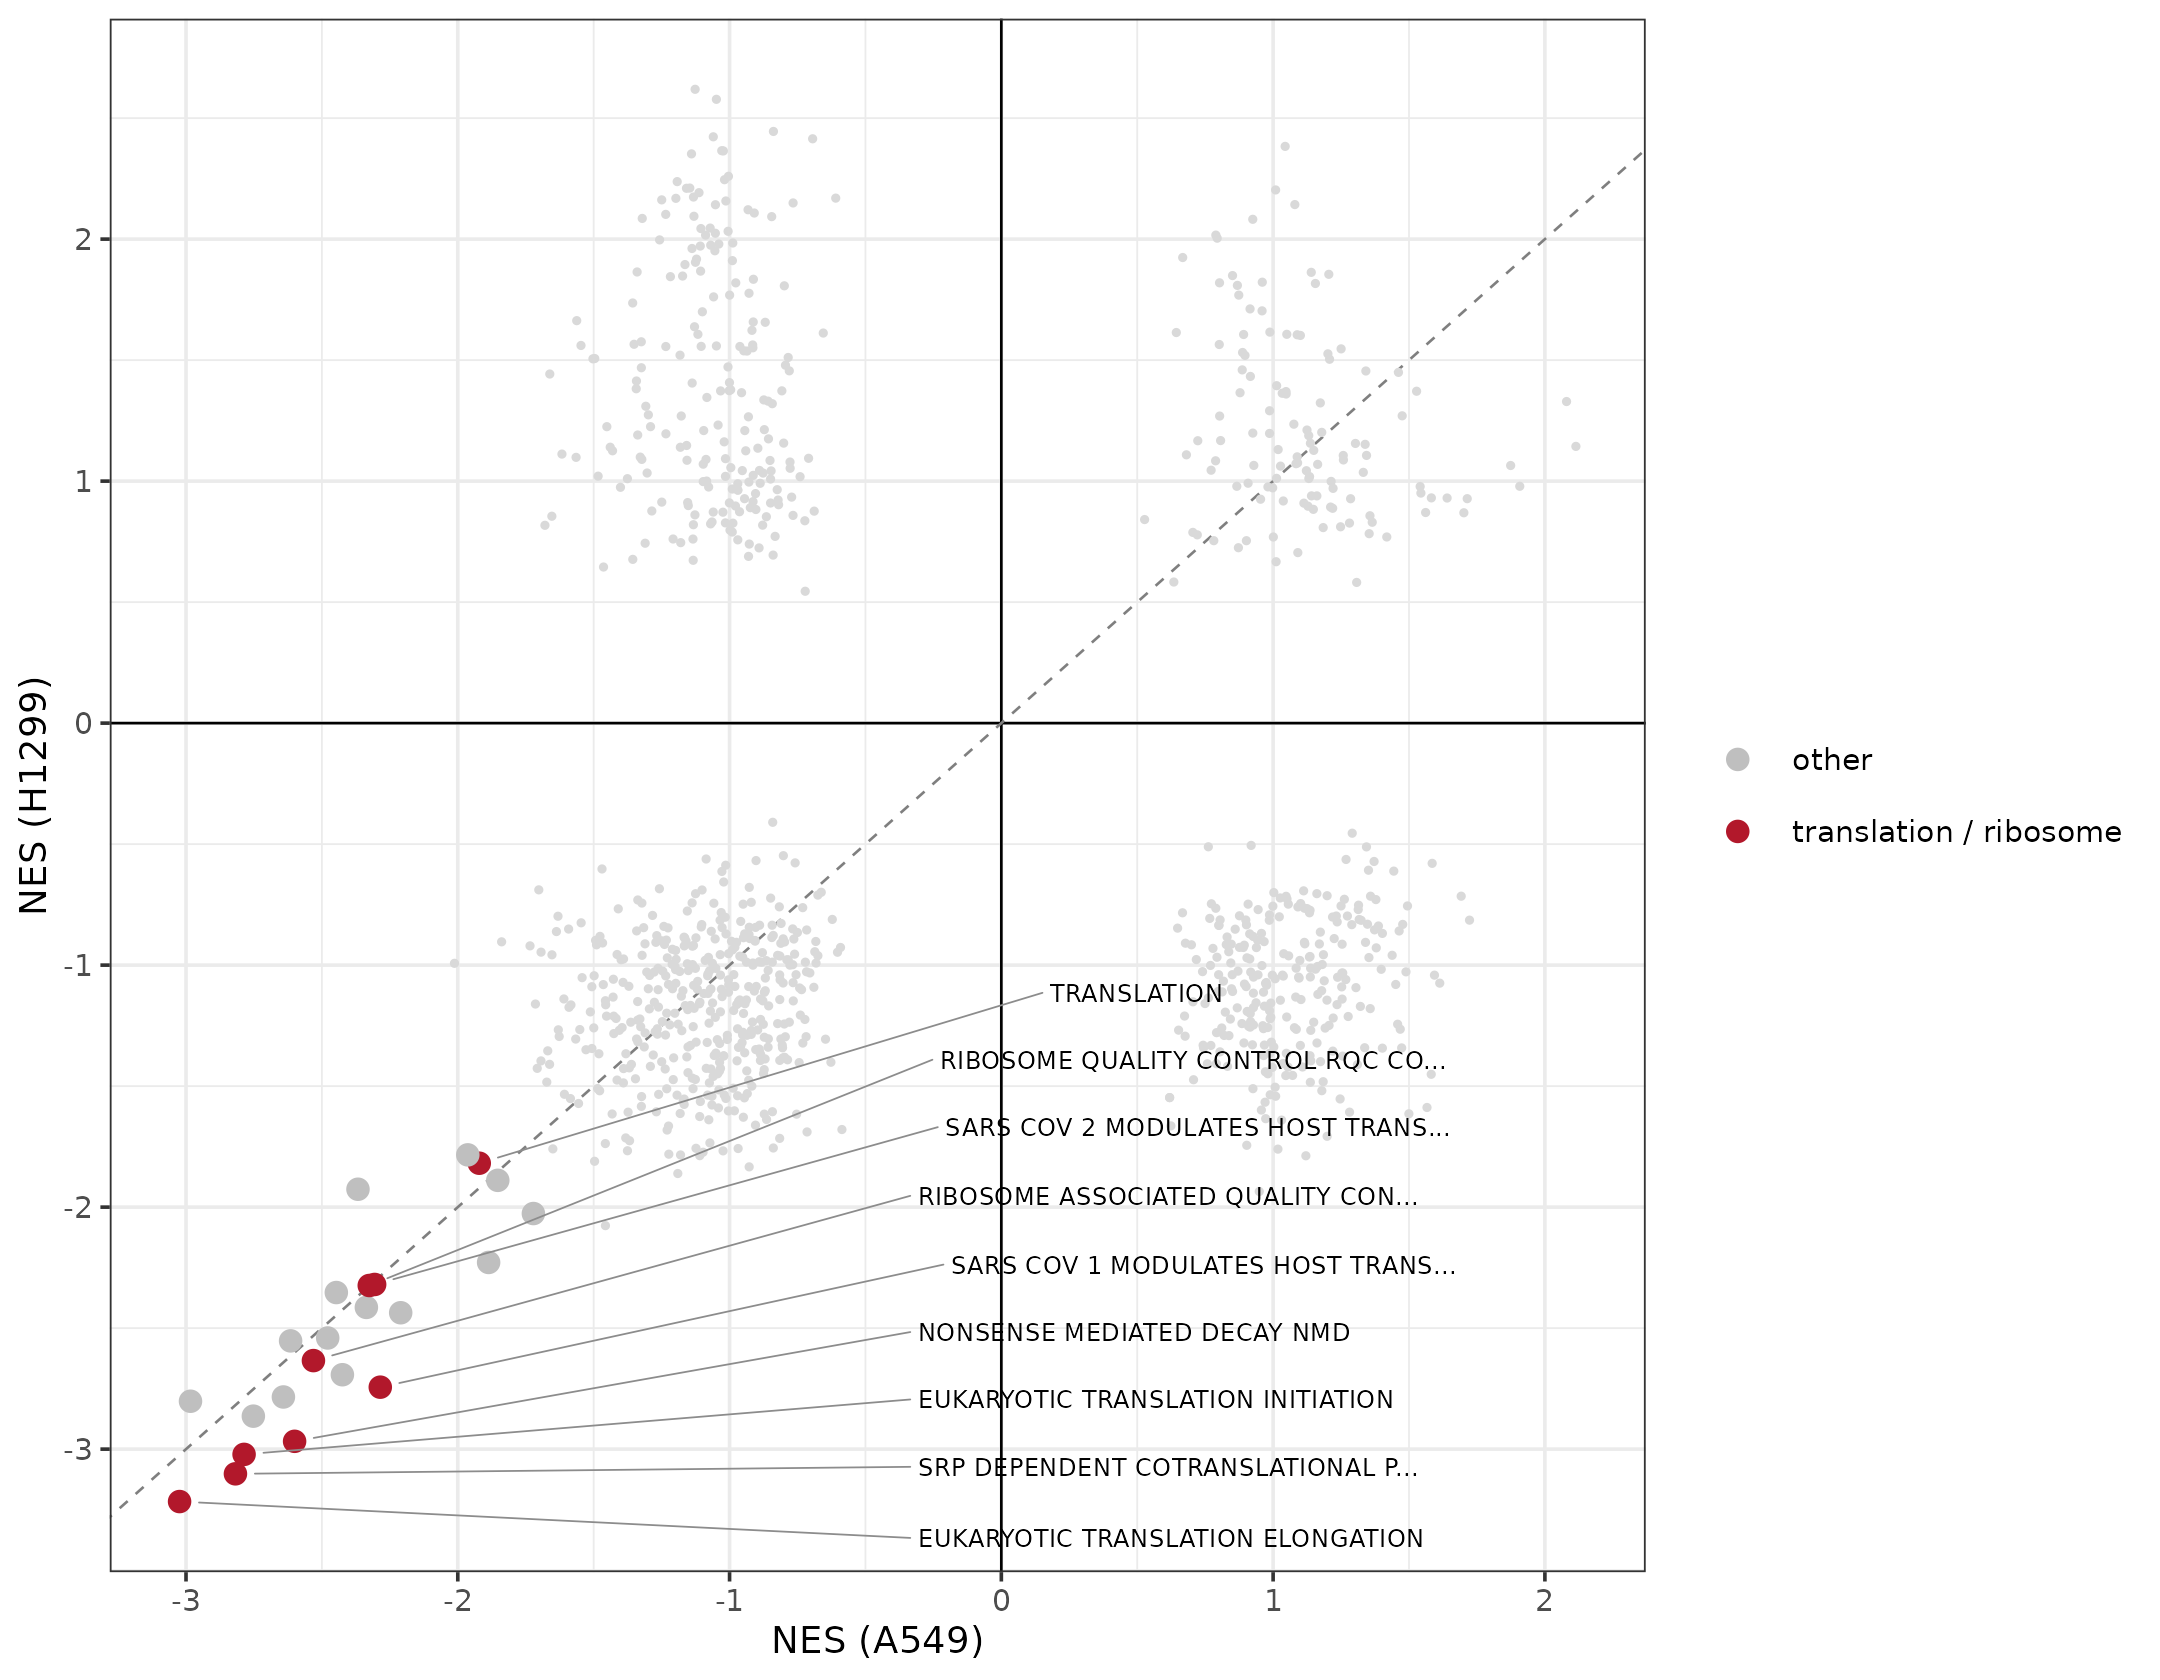 2
1
0
-1
-2
-3
NES (H1299)
TRANSLATION
RIBOSOME QUALITY CONTROL RQC CO...
SARS COV 2 MODULATES HOST TRANS...
RIBOSOME ASSOCIATED QUALITY CON...
SARS COV 1 MODULATES HOST TRANS...
NONSENSE MEDIATED DECAY NMD
EUKARYOTIC TRANSLATION INITIATION
SRP DEPENDENT COTRANSLATIONAL P...
EUKARYOTIC TRANSLATION ELONGATION
-3 -2 -1 0 1 2
NES (A549)
other
translation / ribosome